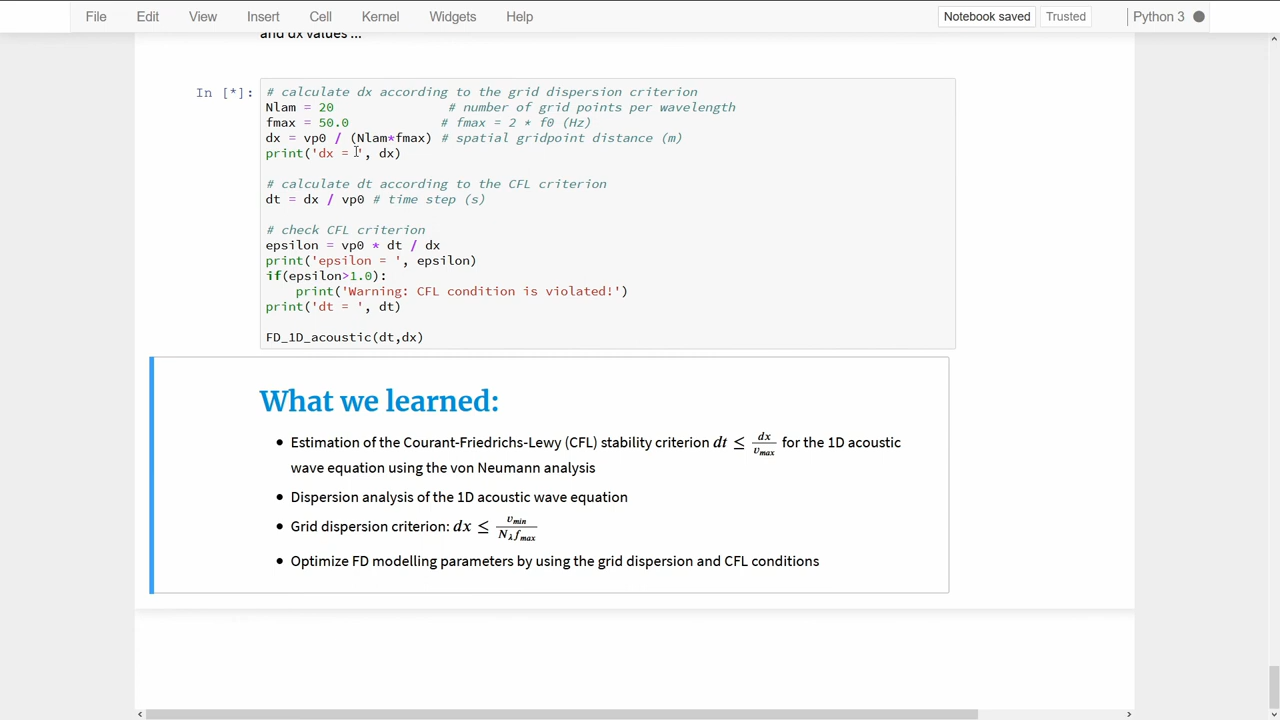 File Edit View Insert Cell Kernel Widgets Help Notebook saved Trusted Python 3
and dx values ...
In [*]:
# calculate dx according to the grid dispersion criterion
Nlam = 20 # number of grid points per wavelength
fmax = 50.0 # fmax = 2 * f0 (Hz)
dx = vp0 / (Nlam*fmax) # spatial gridpoint distance (m)
print('dx = ', dx)
# calculate dt according to the CFL criterion
dt = dx / vp0 # time step (s)
# check CFL criterion
epsilon = vp0 * dt / dx
print('epsilon = ', epsilon)
if(epsilon>1.0):
print('Warning: CFL condition is violated!')
print('dt = ', dt)
FD_1D_acoustic(dt,dx)
What we learned:
• Estimation of the Courant-Friedrichs-Lewy (CFL) stability criterion dt ≤ dx/v_max for the 1D acoustic
wave equation using the von Neumann analysis
• Dispersion analysis of the 1D acoustic wave equation
• Grid dispersion criterion: dx ≤ v_min/(N_λ f_max)
• Optimize FD modelling parameters by using the grid dispersion and CFL conditions